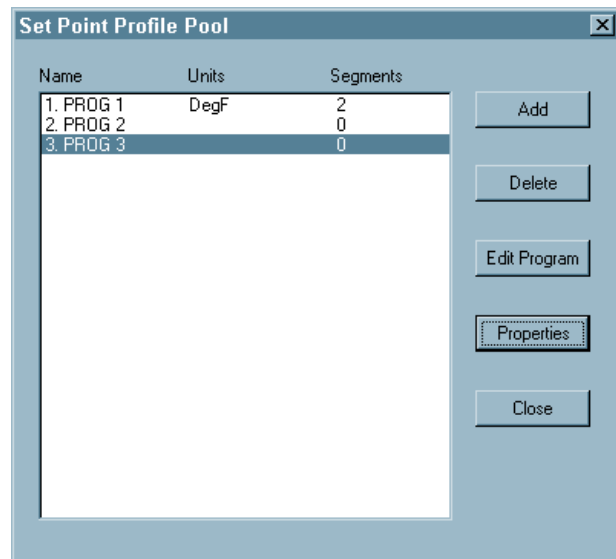 Set Point Profile Pool
Name Units Segments
1. PROG 1 DegF 2
2. PROG 2 0
3. PROG 3 0
Add
Delete
Edit Program
Properties
Close